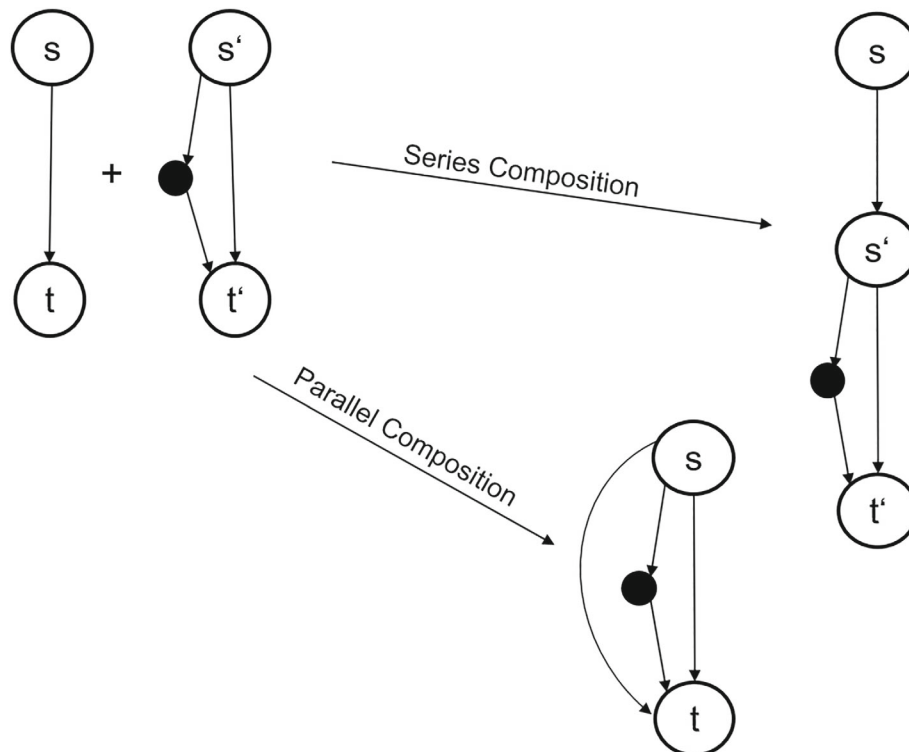 s
s‘
s
+
Series Composition
s‘
t
t‘
Parallel Composition
s
t‘
t